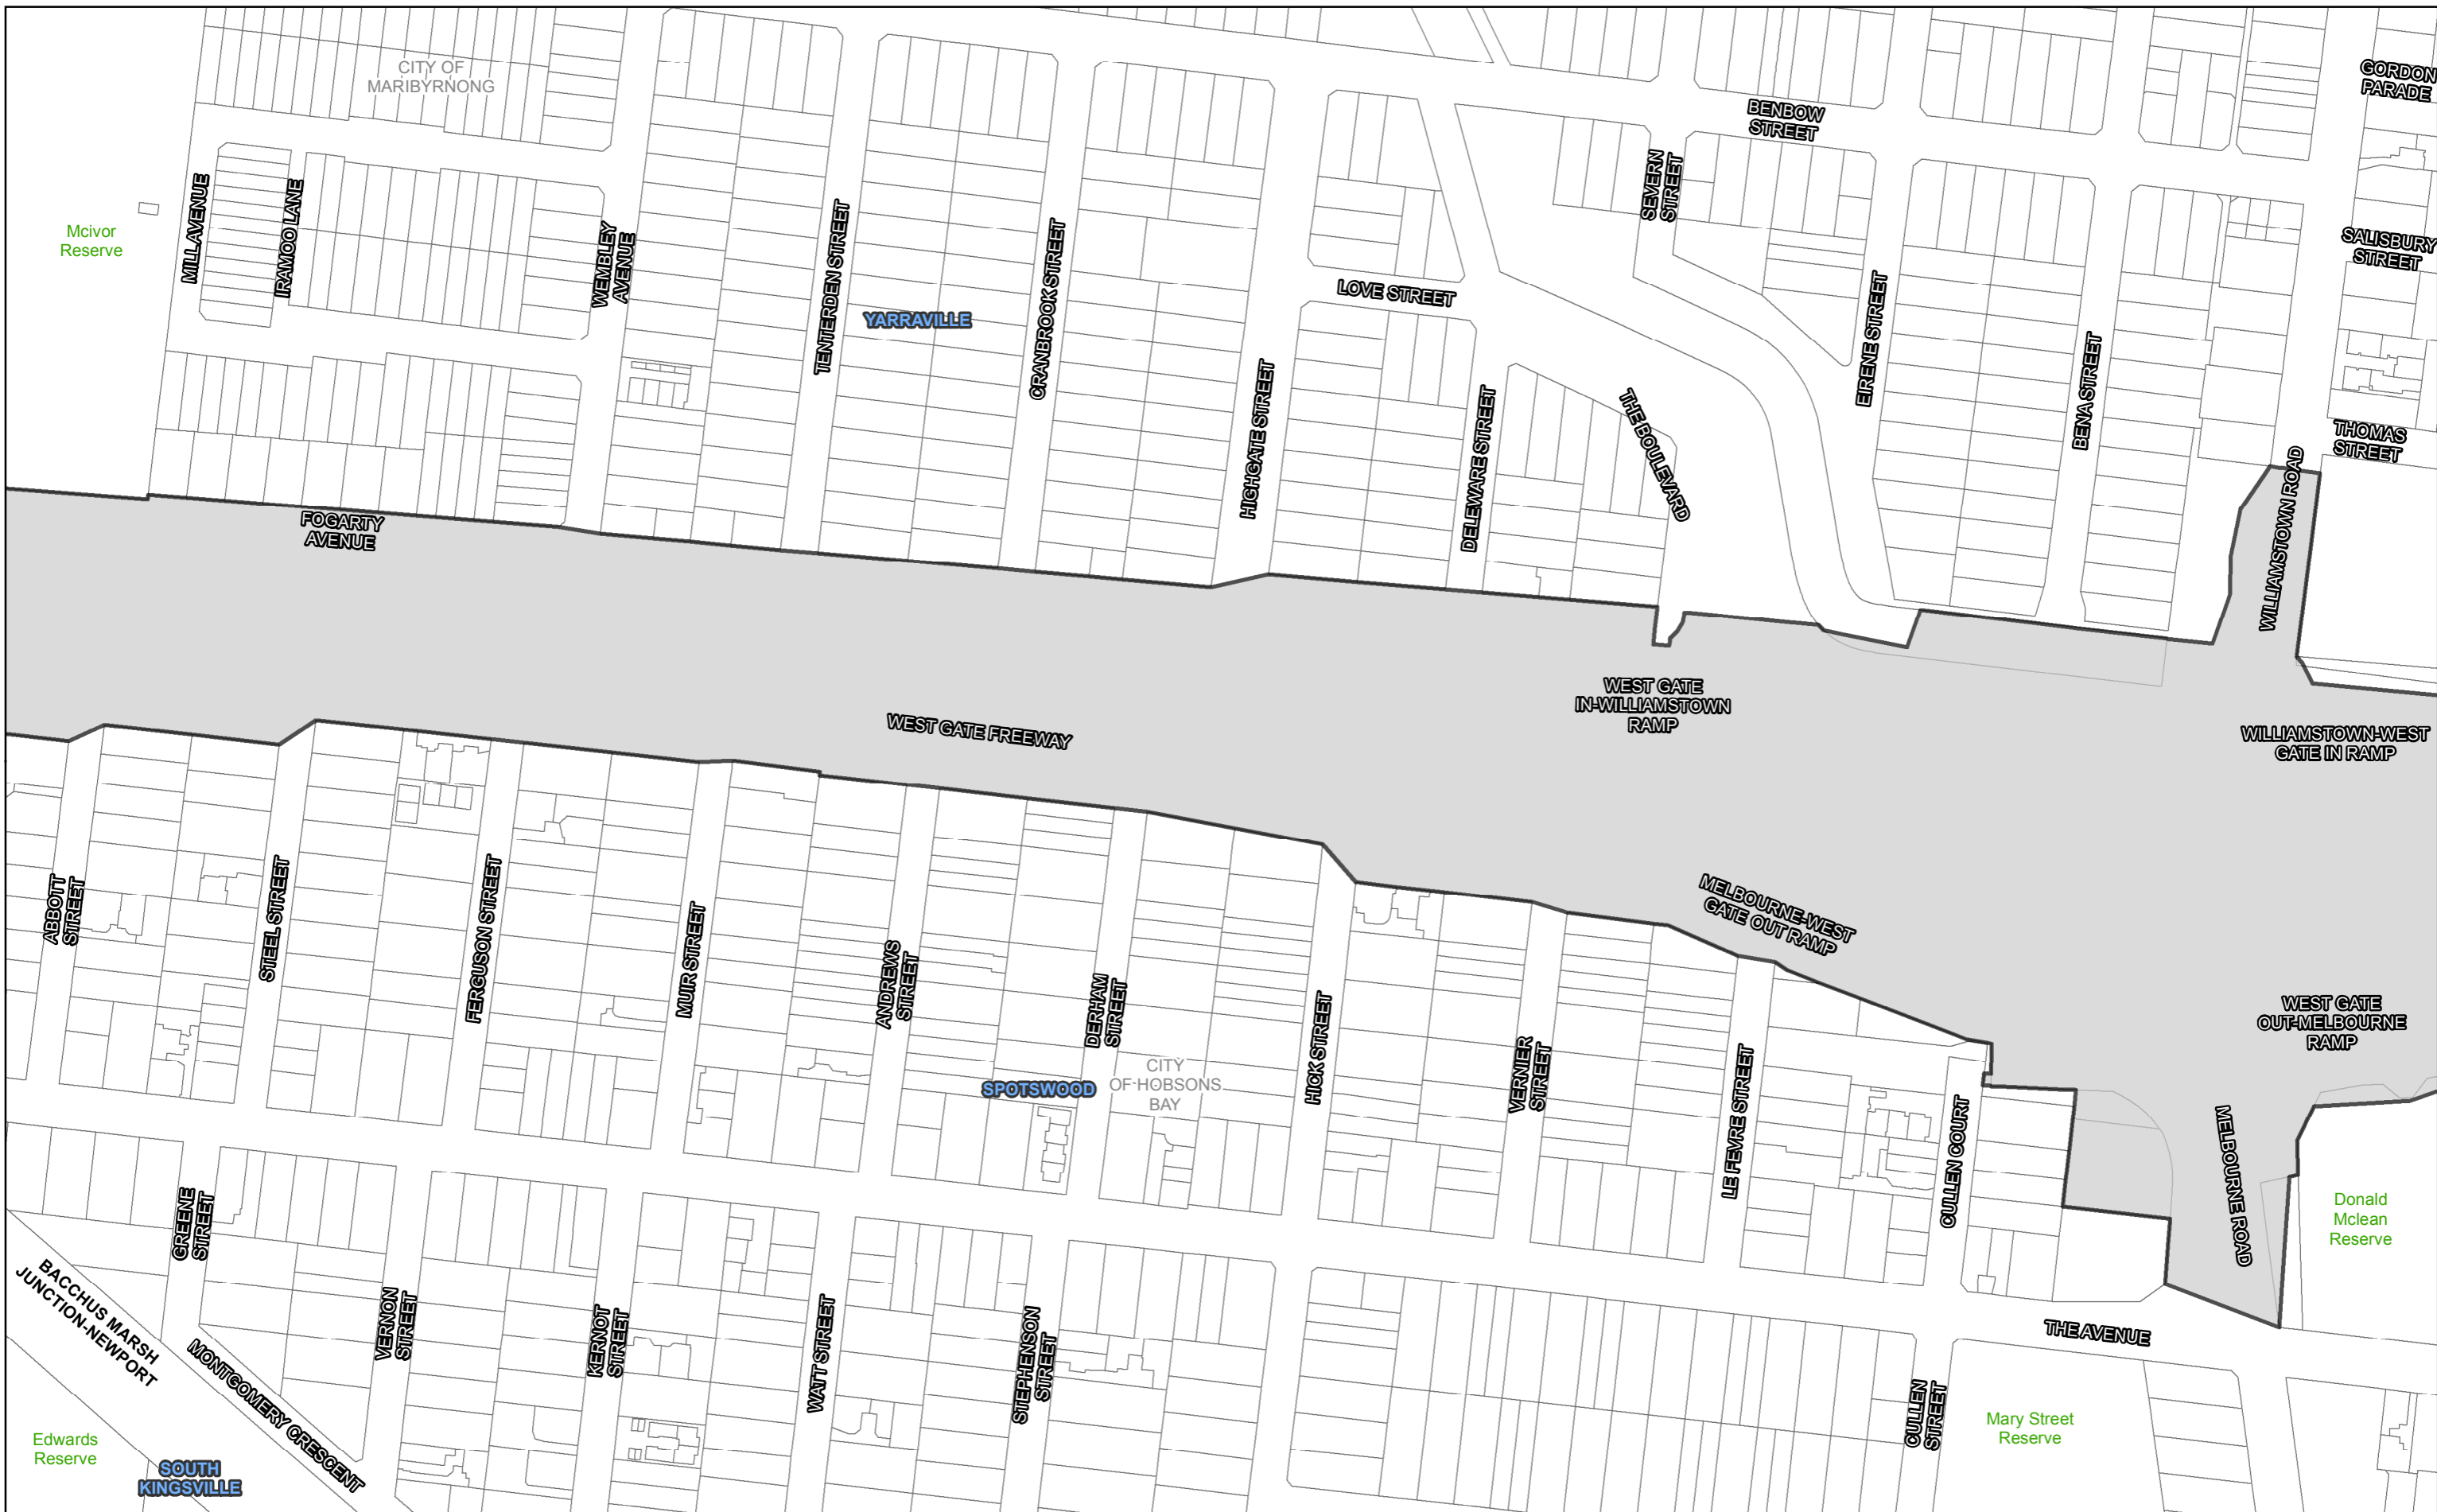 CITY OF
MARIBYRNONG
GORDON
PARADE
BENBOW
STREET
SEVERN
STREET
MILL AVENUE
IRAMOO LANE
Mcivor
Reserve
WEMBLEY
AVENUE
TENTERDEN STREET
YARRAVILLE
CRANBROOK STREET
LOVE STREET
SALISBURY
STREET
EIRENE STREET
BENA STREET
HIGHGATE STREET
DELEWARE STREET
THE BOULEVARD
THOMAS
STREET
WILLIAMSTOWN ROAD
FOGARTY
AVENUE
WEST GATE
IN-WILLIAMSTOWN
RAMP
WEST GATE FREEWAY
WILLIAMSTOWN-WEST
GATE IN RAMP
ABBOTT
STREET
STEEL STREET
FERGUSON STREET
MUIR STREET
ANDREWS
STREET
DERHAM
STREET
MELBOURNE-WEST
GATE OUT RAMP
WEST GATE
OUT-MELBOURNE
RAMP
SPOTSWOOD
CITY
OF HOBSONS
BAY
HICK STREET
VERNIER
STREET
LE FEVRE STREET
CULLEN COURT
MELBOURNE ROAD
Donald
Mclean
Reserve
GREENE
STREET
BACCHUS MARSH
JUNCTION-NEWPORT
MONTGOMERY CRESCENT
VERNON
STREET
KERNOT
STREET
WATT STREET
STEPHENSON
STREET
THE AVENUE
CULLEN
STREET
Mary Street
Reserve
Edwards
Reserve
SOUTH
KINGSVILLE